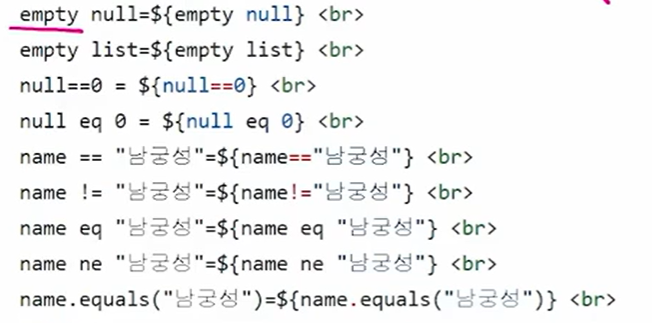 empty null=${empty null} <br>
empty list=${empty list} <br>
null==0 = ${null==0} <br>
null eq 0 = ${null eq 0} <br>
name == "남궁성"=${name=="남궁성"} <br>
name != "남궁성"=${name!="남궁성"} <br>
name eq "남궁성"=${name eq "남궁성"} <br>
name ne "남궁성"=${name ne "남궁성"} <br>
name.equals("남궁성")=${name.equals("남궁성")} <br>